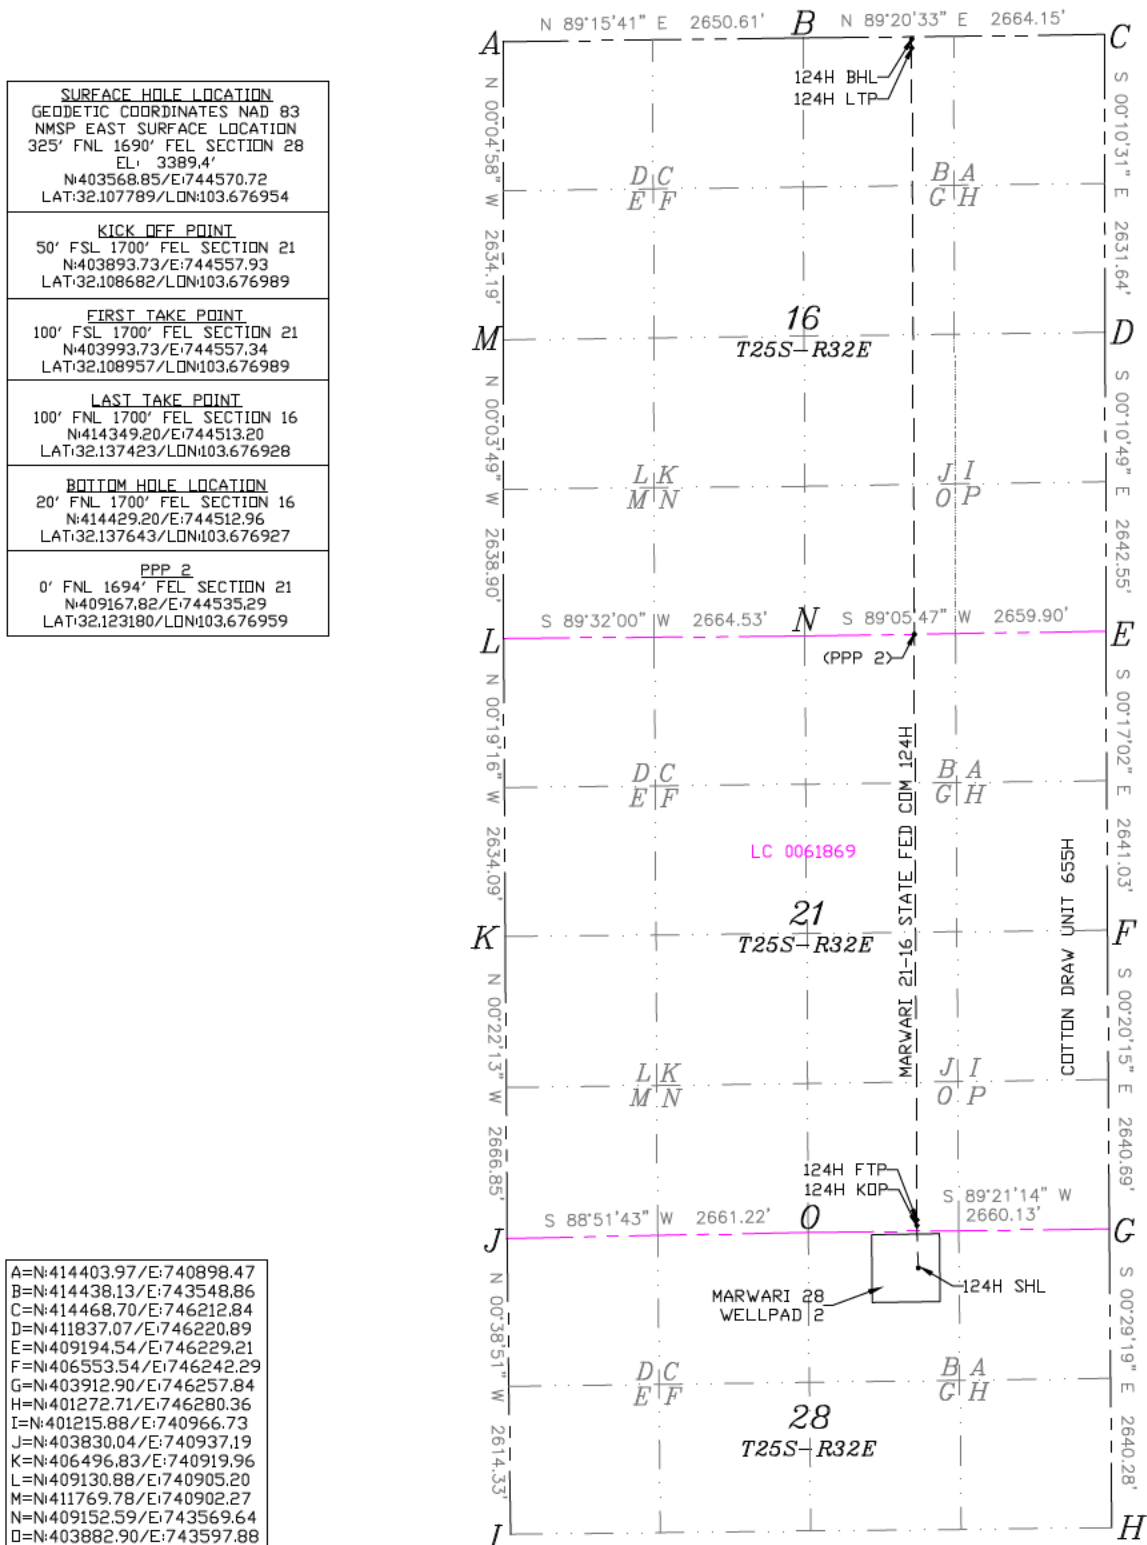 SURFACE HOLE LOCATION
GEODETIC COORDINATES NAD 83
NMSP EAST SURFACE LOCATION
325' FNL 1690' FEL SECTION 28
EL: 3389.4'
N:403568.85/E:744570.72
LAT:32.107789/LON:103.676954
KICK OFF POINT
50' FSL 1700' FEL SECTION 21
N:403893.73/E:744557.93
LAT:32.108682/LON:103.676989
FIRST TAKE POINT
100' FSL 1700' FEL SECTION 21
N:403993.73/E:744557.34
LAT:32.108957/LON:103.676989
LAST TAKE POINT
100' FNL 1700' FEL SECTION 16
N:414349.20/E:744513.20
LAT:32.137423/LON:103.676928
BOTTOM HOLE LOCATION
20' FNL 1700' FEL SECTION 16
N:414429.20/E:744512.96
LAT:32.137643/LON:103.676927
PPP 2
0' FNL 1694' FEL SECTION 21
N:409167.82/E:744535.29
LAT:32.123180/LON:103.676959
A=N:414403.97/E:740898.47
B=N:414438.13/E:743548.86
C=N:414468.70/E:746212.84
D=N:411837.07/E:746220.89
E=N:409194.54/E:746229.21
F=N:406553.54/E:746242.29
G=N:403912.90/E:746257.84
H=N:401272.71/E:746280.36
I=N:401215.88/E:740966.73
J=N:403830.04/E:740937.19
K=N:406496.83/E:740919.96
L=N:409130.88/E:740905.20
M=N:411769.78/E:740902.27
N=N:409152.59/E:743569.64
O=N:403882.90/E:743597.88
A
N 89°15'41" E 2650.61'
B
N 89°20'33" E 2664.15'
C
124H BHL
124H LTP
N 00°04'58" W 2634.19'
S 00°10'31" E 2631.64'
D C
E F
B A
G H
M
16
T25S-R32E
D
N 00°03'49" W 2638.90'
S 00°10'49" E 2642.55'
L K
M N
J I
O P
L
S 89°32'00" W 2664.53'
N
S 89°05'47" W 2659.90'
E
(PPP 2)
N 00°19'16" W 2634.09'
S 00°17'02" E 2641.03'
D C
E F
B A
G H
LC 0061869
MARWARI 21-16 STATE FED COM 124H
COTTON DRAW UNIT 655H
K
21
T25S-R32E
F
N 00°22'13" W 2666.85'
S 00°20'15" E 2640.69'
L K
M N
J I
O P
124H FTP
124H KOP
J
S 88°51'43" W 2661.22'
O
S 89°21'14" W
2660.13'
G
124H SHL
MARWARI 28
WELLPAD 2
N 00°38'51" W 2614.33'
S 00°29'19" E 2640.28'
D C
E F
B A
G H
28
T25S-R32E
I
H